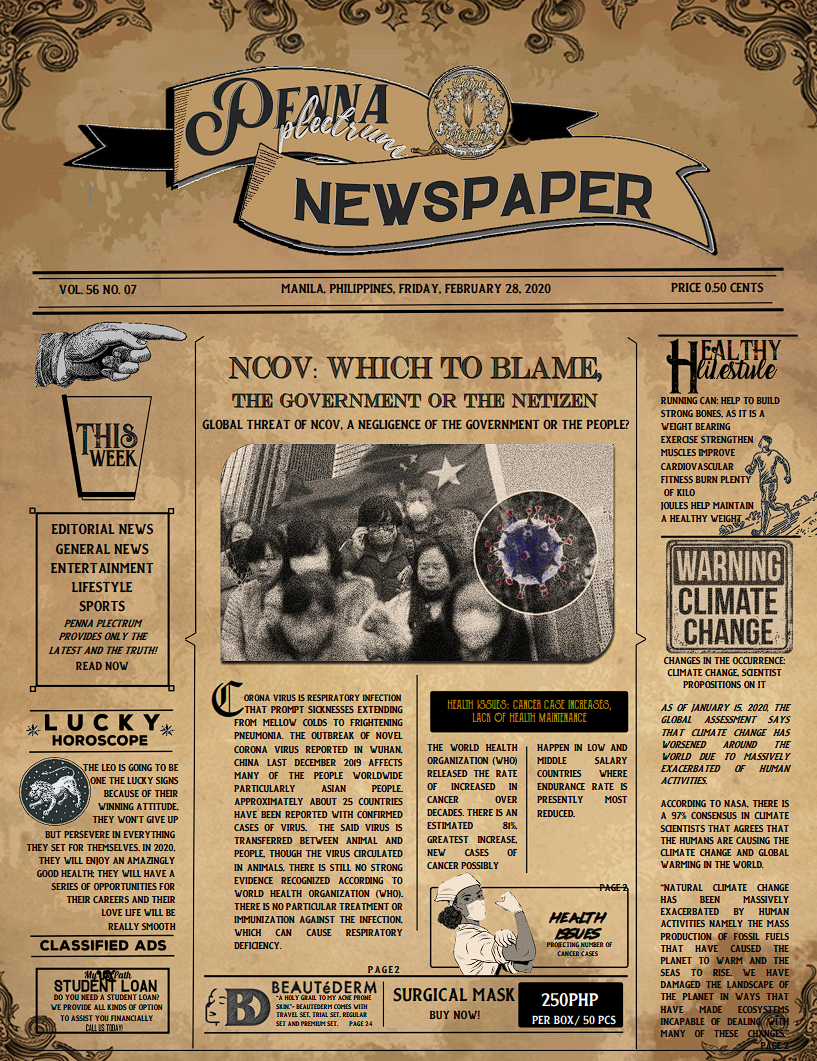 PENNA
plectrum
NEWSPAPER
VOL. 56 NO. 07
MANILA, PHILIPPINES, FRIDAY, FEBRUARY 28, 2020
PRICE 0.50 CENTS
THIS
WEEK
EDITORIAL NEWS
GENERAL NEWS
ENTERTAINMENT
LIFESTYLE
SPORTS
PENNA PLECTRUM
PROVIDES ONLY THE
LATEST AND THE TRUTH!
READ NOW
LUCKY
HOROSCOPE
THE LEO IS GOING TO BE
ONE THE LUCKY SIGNS
BECAUSE OF THEIR
WINNING ATTITUDE,
THEY WON'T GIVE UP
BUT PERSEVERE IN EVERYTHING
THEY SET FOR THEMSELVES. IN 2020,
THEY WILL ENJOY AN AMAZINGLY
GOOD HEALTH; THEY WILL HAVE A
SERIES OF OPPORTUNITIES FOR
THEIR CAREERS AND THEIR
LOVE LIFE WILL BE
REALLY SMOOTH
CLASSIFIED ADS
My Path
STUDENT LOAN
DO YOU NEED A STUDENT LOAN?
WE PROVIDE ALL KINDS OF OPTION
TO ASSIST YOU FINANCIALLY
CALL US TODAY!
NCOV: WHICH TO BLAME,
THE GOVERNMENT OR THE NETIZEN
GLOBAL THREAT OF NCOV, A NEGLIGENCE OF THE GOVERNMENT OR THE PEOPLE?
CORONA VIRUS IS RESPIRATORY INFECTION
THAT PROMPT SICKNESSES EXTENDING
FROM MELLOW COLDS TO FRIGHTENING
PNEUMONIA. THE OUTBREAK OF NOVEL
CORONA VIRUS REPORTED IN WUHAN,
CHINA LAST DECEMBER 2019 AFFECTS
MANY OF THE PEOPLE WORLDWIDE
PARTICULARLY ASIAN PEOPLE.
APPROXIMATELY ABOUT 25 COUNTRIES
HAVE BEEN REPORTED WITH CONFIRMED
CASES OF VIRUS. THE SAID VIRUS IS
TRANSFERRED BETWEEN ANIMAL AND
PEOPLE, THOUGH THE VIRUS CIRCULATED
IN ANIMALS, THERE IS STILL NO STRONG
EVIDENCE RECOGNIZED ACCORDING TO
WORLD HEALTH ORGANIZATION (WHO).
THERE IS NO PARTICULAR TREATMENT OR
IMMUNIZATION AGAINST THE INFECTION,
WHICH CAN CAUSE RESPIRATORY
DEFICIENCY.
PAGE2
HEALTH ISSUES: CANCER CASE INCREASES,
LACK OF HEALTH MAINTENANCE
THE WORLD HEALTH
ORGANIZATION (WHO)
RELEASED THE RATE
OF INCREASED IN
CANCER OVER
DECADES. THERE IS AN
ESTIMATED 81%,
GREATEST INCREASE,
NEW CASES OF
CANCER POSSIBLY
HAPPEN IN LOW AND
MIDDLE SALARY
COUNTRIES WHERE
ENDURANCE RATE IS
PRESENTLY MOST
REDUCED.
PAGE 2
HEALTH
ISSUES
PROJECTING NUMBER OF
CANCER CASES
BD
BEAUTéDERM
"A HOLY GRAIL TO MY ACNE PRONE
SKIN."- BEAUTEDERM COMES WITH
TRAVEL SET, TRIAL SET, REGULAR
SET AND PREMIUM SET. PAGE 24
SURGICAL MASK
BUY NOW!
250PHP
PER BOX/ 50 PCS
HEALTHY
lifestyle
RUNNING CAN: HELP TO BUILD
STRONG BONES, AS IT IS A
WEIGHT BEARING
EXERCISE STRENGTHEN
MUSCLES IMPROVE
CARDIOVASCULAR
FITNESS BURN PLENTY
OF KILO
JOULES HELP MAINTAIN
A HEALTHY WEIGHT
WARNING
CLIMATE
CHANGE
CHANGES IN THE OCCURRENCE:
CLIMATE CHANGE, SCIENTIST
PROPOSITIONS ON IT
AS OF JANUARY 15, 2020, THE
GLOBAL ASSESSMENT SAYS
THAT CLIMATE CHANGE HAS
WORSENED AROUND THE
WORLD DUE TO MASSIVELY
EXACERBATED OF HUMAN
ACTIVITIES.
ACCORDING TO NASA, THERE IS
A 97% CONSENSUS IN CLIMATE
SCIENTISTS THAT AGREES THAT
THE HUMANS ARE CAUSING THE
CLIMATE CHANGE AND GLOBAL
WARMING IN THE WORLD.
"NATURAL CLIMATE CHANGE
HAS BEEN MASSIVELY
EXACERBATED BY HUMAN
ACTIVITIES NAMELY THE MASS
PRODUCTION OF FOSSIL FUELS
THAT HAVE CAUSED THE
PLANET TO WARM AND THE
SEAS TO RISE. WE HAVE
DAMAGED THE LANDSCAPE OF
THE PLANET IN WAYS THAT
HAVE MADE ECOSYSTEMS
INCAPABLE OF DEALING WITH
MANY OF THESE CHANGES."
PAGE 2